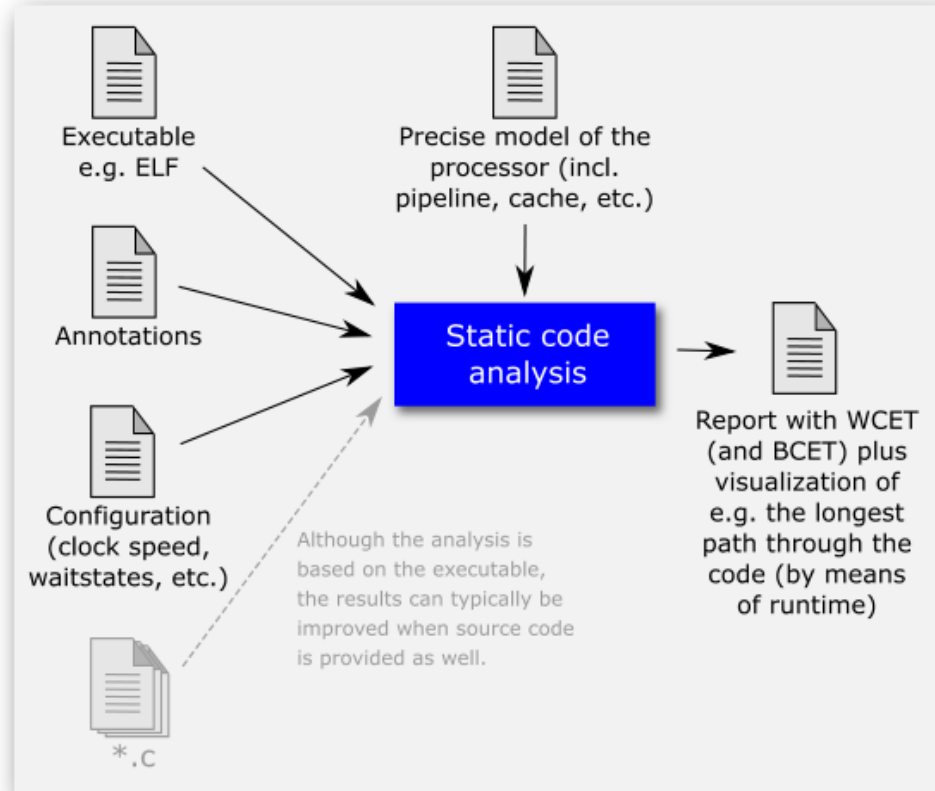 Executable
e.g. ELF
Precise model of the
processor (incl.
pipeline, cache, etc.)
Annotations
Static code
analysis
Configuration
(clock speed,
waitstates, etc.)
Report with WCET
(and BCET) plus
visualization of
e.g. the longest
path through the
code (by means
of runtime)
Although the analysis is
based on the executable,
the results can typically be
improved when source code
is provided as well.
*.c